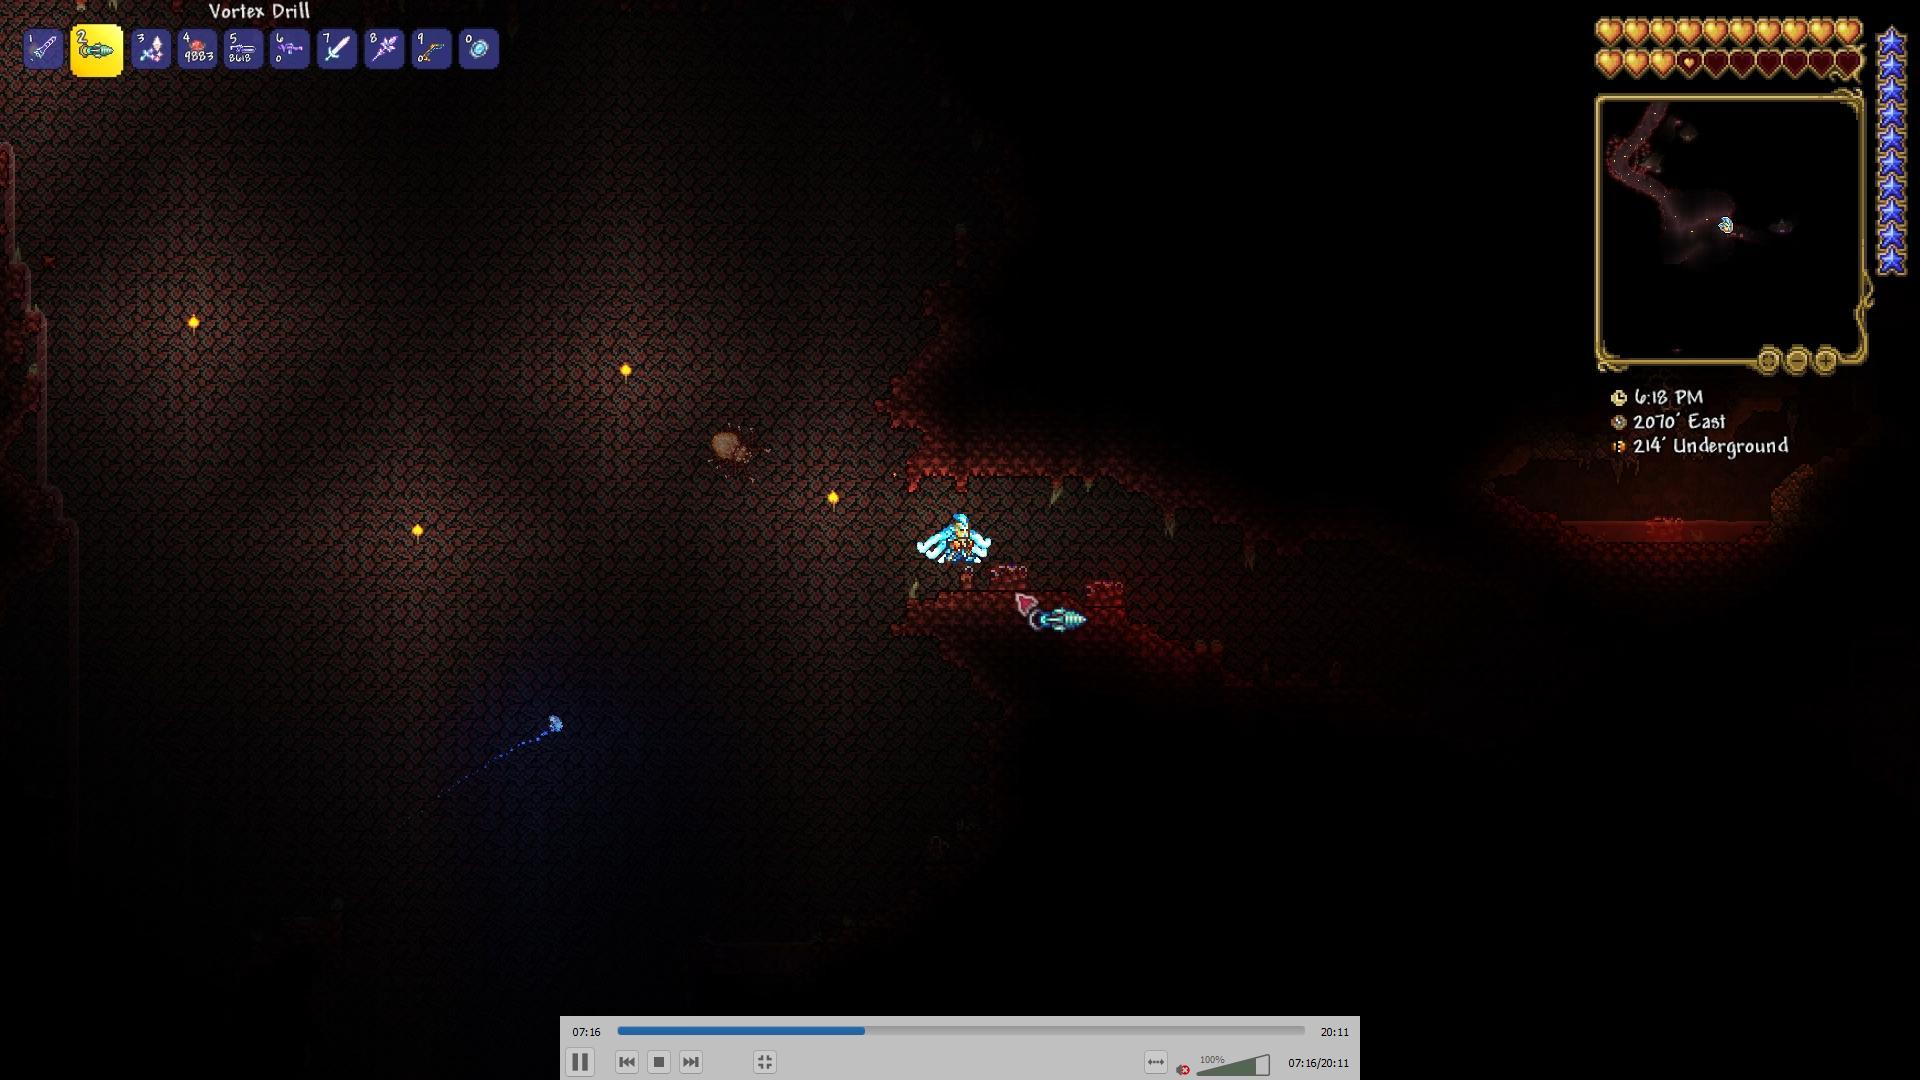 Vortex Drill
1 2 3 4 5 6 7 8 9 0
9883 8618 0 0
6:18 PM
2070' East
214' Underground
07:16 20:11
100%
07:16/20:11